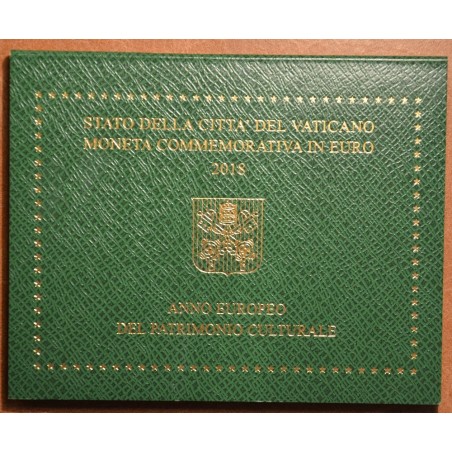 STATO DELLA CITTA' DEL VATICANO
MONETA COMMEMORATIVA IN EURO
2018
ANNO EUROPEO
DEL PATRIMONIO CULTURALE